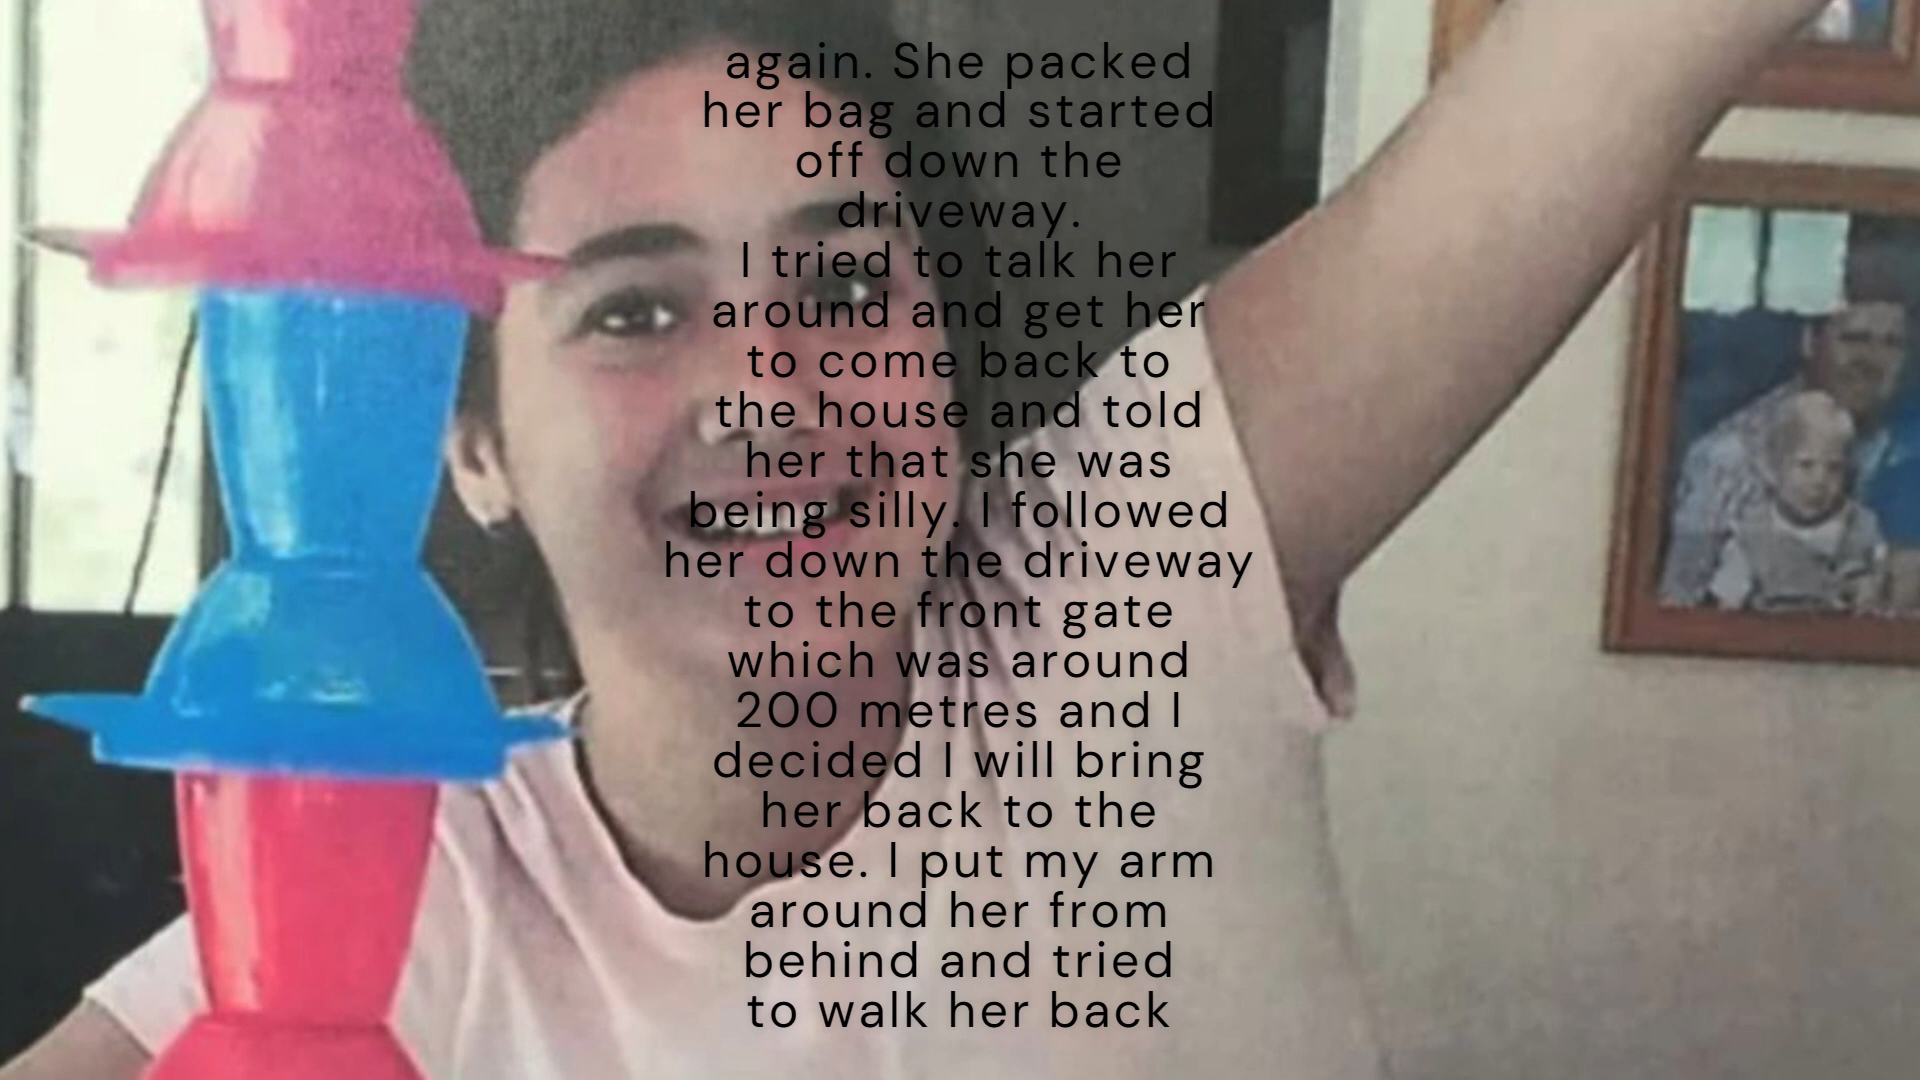 again. She packed
her bag and started
off down the
driveway.
I tried to talk her
around and get her
to come back to
the house and told
her that she was
being silly. I followed
her down the driveway
to the front gate
which was around
200 metres and I
decided I will bring
her back to the
house. I put my arm
around her from
behind and tried
to walk her back